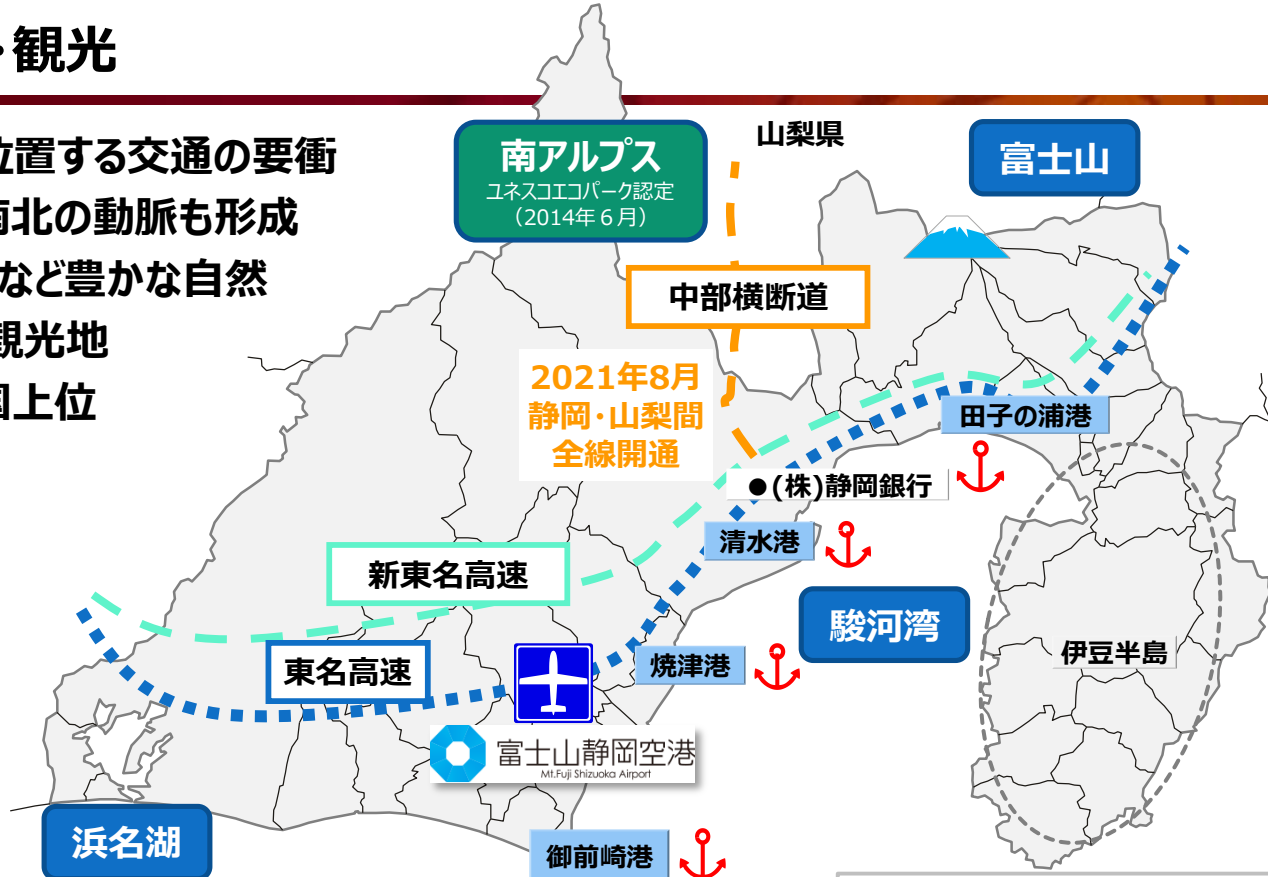 ・観光
位置する交通の要衝
南北の動脈も形成
など豊かな自然
観光地
国上位
南アルプス
ユネスコエコパーク認定
（2014年６月）
山梨県
富士山
中部横断道
2021年8月
静岡・山梨間
全線開通
田子の浦港
●(株)静岡銀行
清水港
新東名高速
駿河湾
東名高速
焼津港
伊豆半島
富士山静岡空港
Mt.Fuji Shizuoka Airport
浜名湖
御前崎港